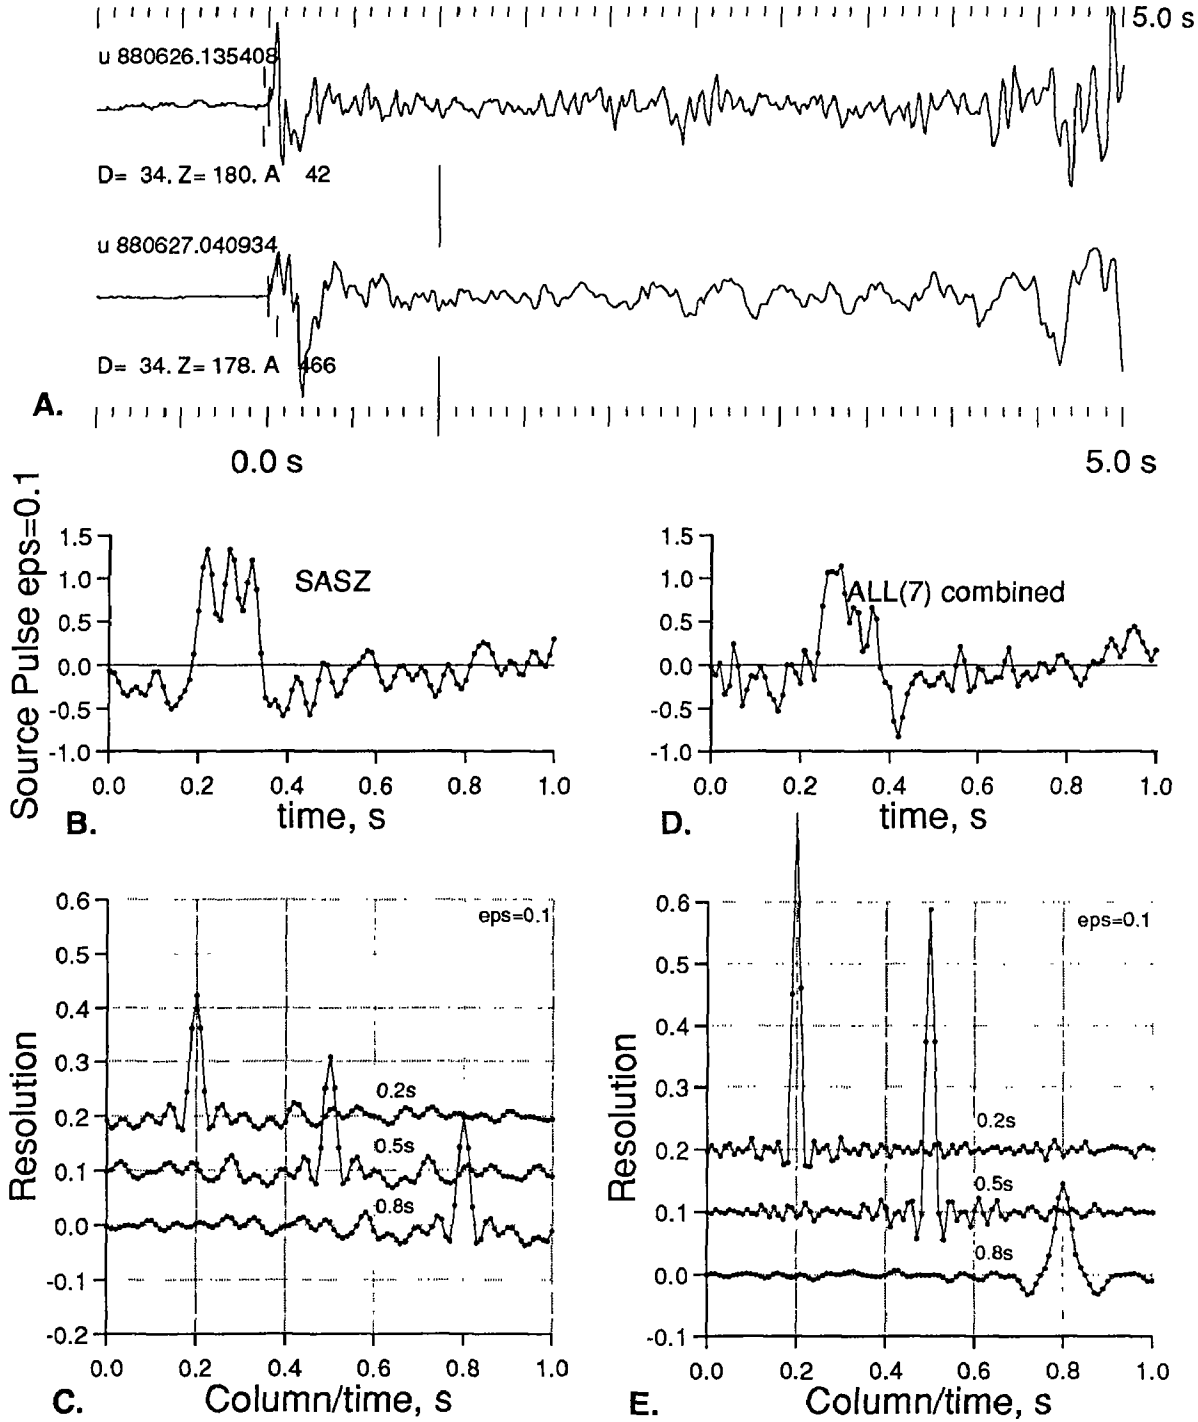 5.0 s
u 880626.135408
D= 34. Z= 180. A 42
u 880627.040934
D= 34. Z= 178. A 466
A.
0.0 s
5.0 s
Source Pulse eps=0.1
1.5
1.0
0.5
0.0
-0.5
-1.0
SASZ
0.0 0.2 0.4 0.6 0.8 1.0
time, s
B.
1.5
1.0
0.5
0.0
-0.5
-1.0
ALL(7) combined
0.0 0.2 0.4 0.6 0.8 1.0
time, s
D.
Resolution
0.6
0.5
0.4
0.3
0.2
0.1
0.0
-0.1
-0.2
eps=0.1
0.2s
0.5s
0.8s
0.0 0.2 0.4 0.6 0.8 1.0
Column/time, s
C.
Resolution
0.6
0.5
0.4
0.3
0.2
0.1
0.0
-0.1
eps=0.1
0.2s
0.5s
0.8s
0.0 0.2 0.4 0.6 0.8 1.0
Column/time, s
E.